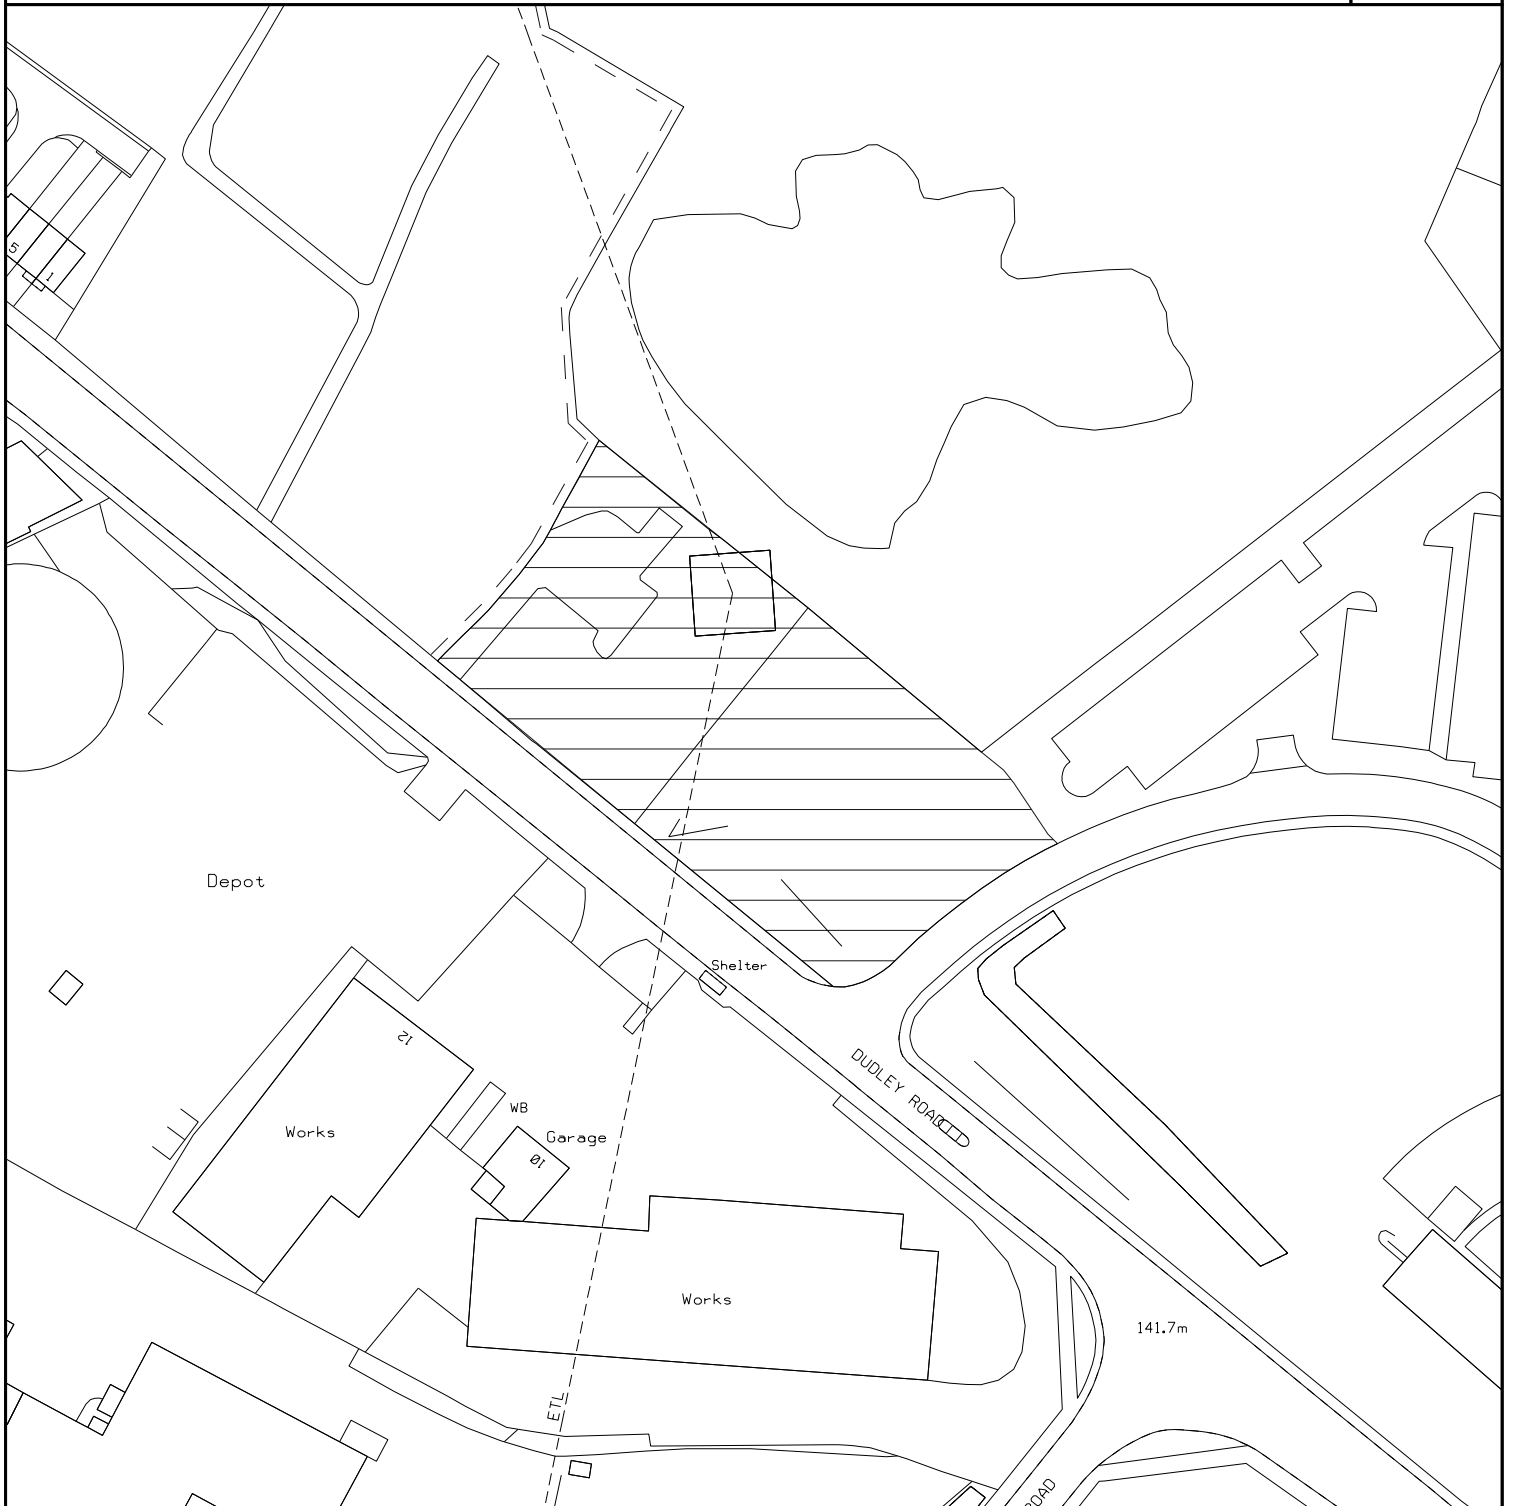 5
1
Depot
Shelter
12
DUDLEY ROAD
WB
Works
Garage
10
Works
141.7m
ETL
ROAD